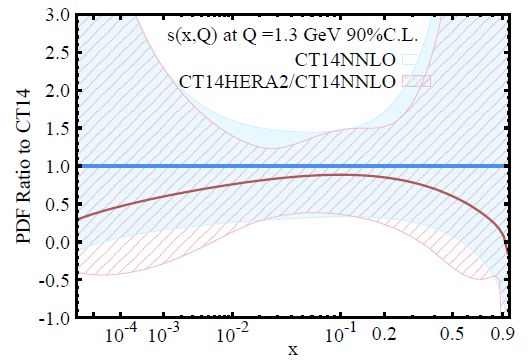 s(x,Q) at Q =1.3 GeV 90%C.L.
CT14NNLO
CT14HERA2/CT14NNLO
PDF Ratio to CT14
3.0
2.5
2.0
1.5
1.0
0.5
0.0
-0.5
-1.0
10⁻⁴ 10⁻³ 10⁻² 10⁻¹ 0.2 0.5 0.9
x